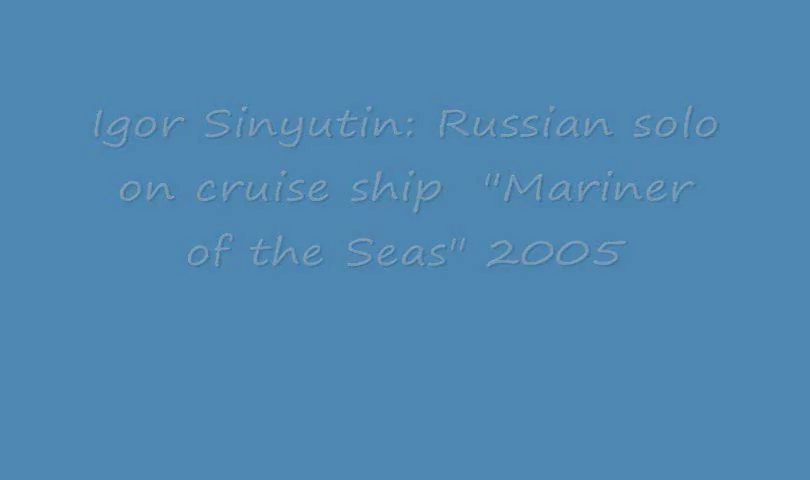 Igor Sinyutin: Russian solo
on cruise ship "Mariner
of the Seas" 2005